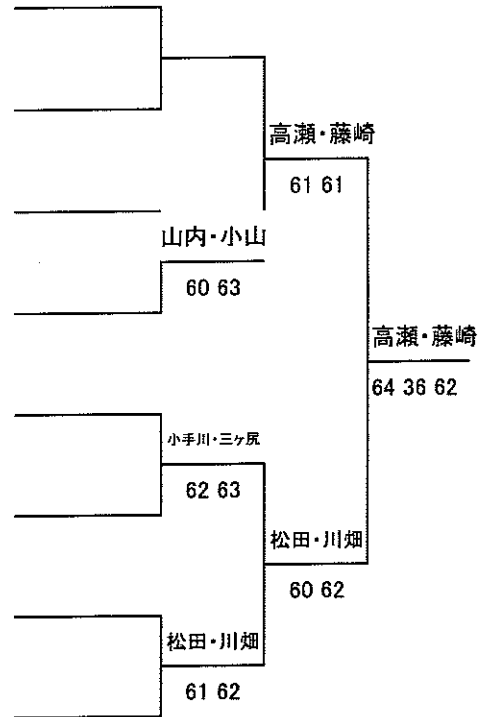 高瀬・藤崎
61 61
山内・小山
60 63
高瀬・藤崎
64 36 62
小手川・三ヶ尻
62 63
松田・川畑
60 62
松田・川畑
61 62